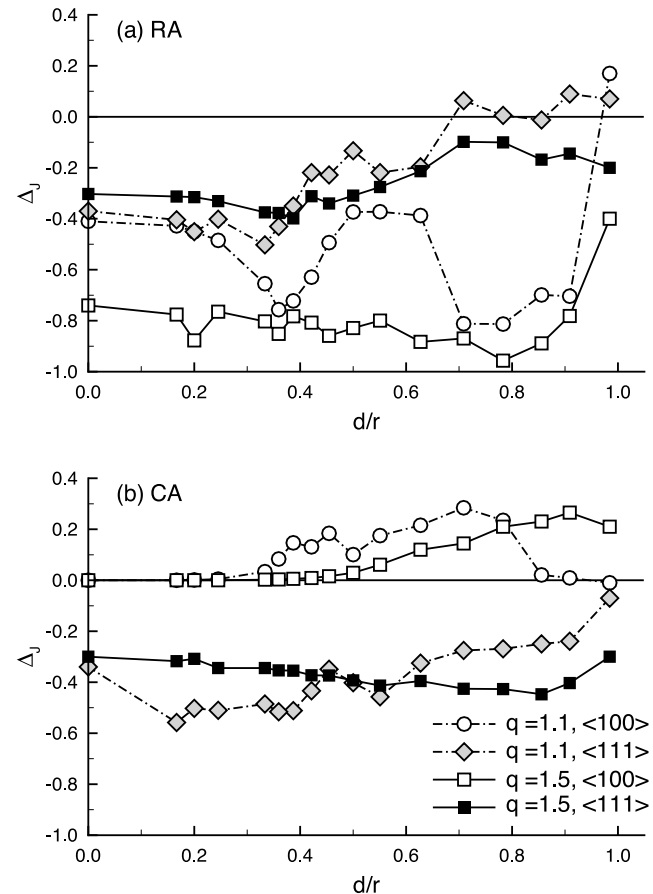 (a) RA
0.4
0.2
0.0
-0.2
-0.4
-0.6
-0.8
-1.0
ΔJ
0.0 0.2 0.4 0.6 0.8 1.0
d/r
(b) CA
0.4
0.2
0.0
-0.2
-0.4
-0.6
-0.8
-1.0
ΔJ
q =1.1, <100>
q =1.1, <111>
q =1.5, <100>
q =1.5, <111>
0.0 0.2 0.4 0.6 0.8 1.0
d/r